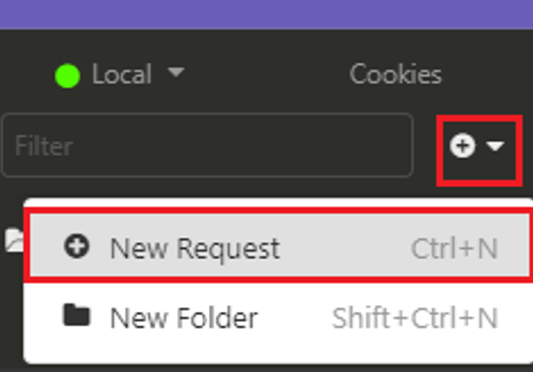 Local Cookies
Filter
New Request Ctrl+N
New Folder Shift+Ctrl+N